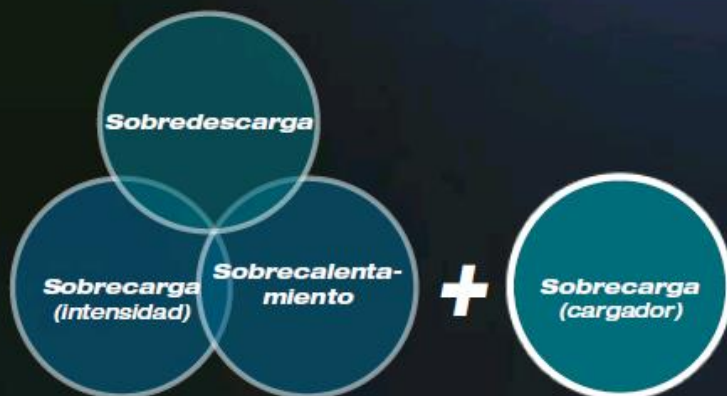 Sobredescarga
Sobrecarga
(intensidad)
Sobrecalenta-
miento
+
Sobrecarga
(cargador)